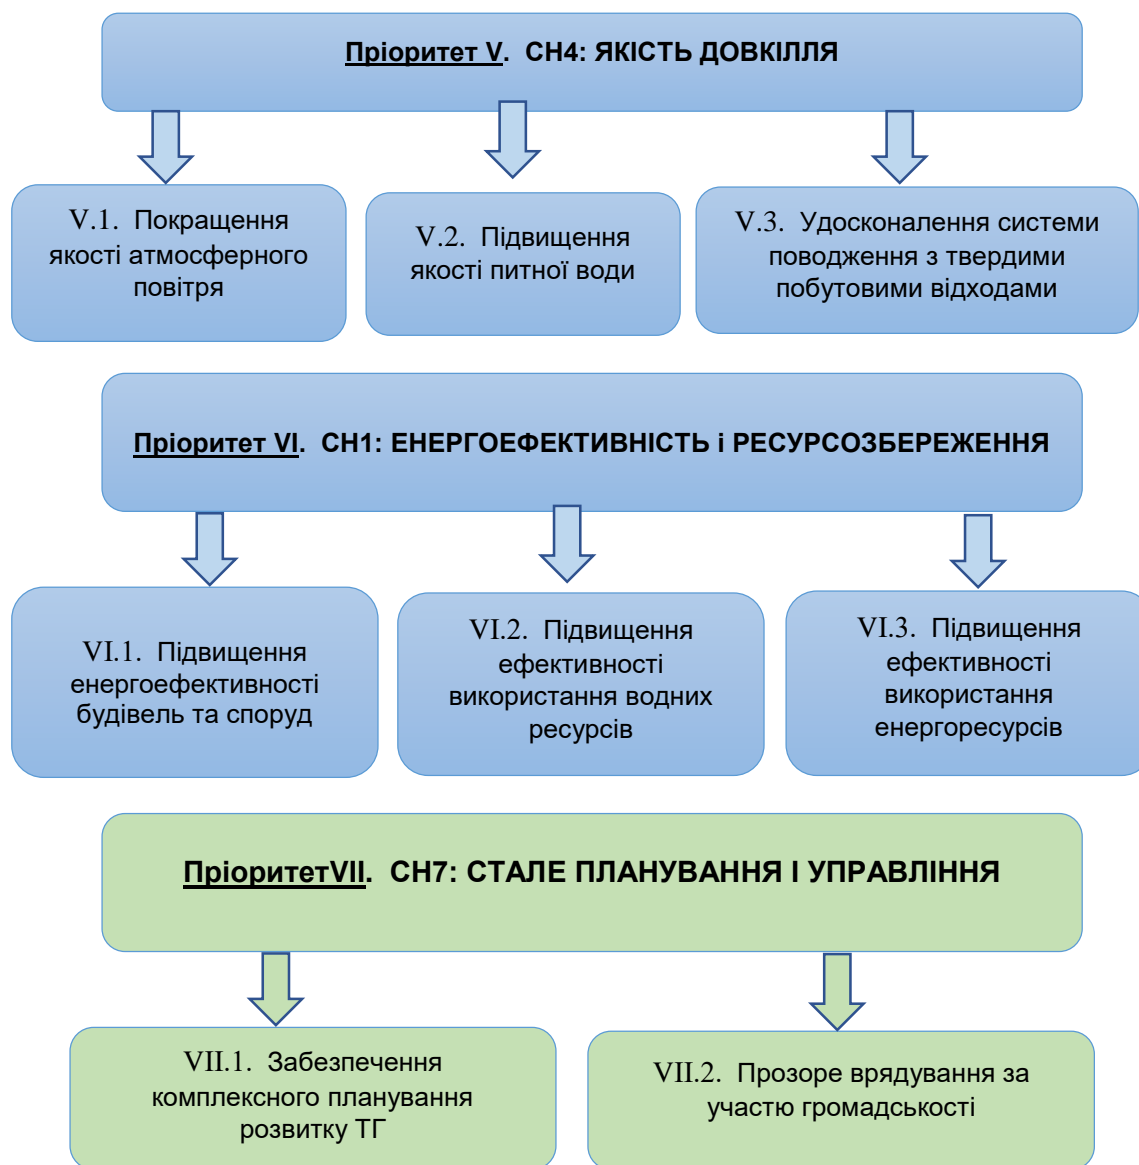 Пріоритет V. СН4: ЯКІСТЬ ДОВКІЛЛЯ
V.1. Покращення
якості атмосферного
повітря
V.2. Підвищення
якості питної води
V.3. Удосконалення системи
поводження з твердими
побутовими відходами
Пріоритет VI. СН1: ЕНЕРГОЕФЕКТИВНІСТЬ і РЕСУРСОЗБЕРЕЖЕННЯ
VI.1. Підвищення
енергоефективності
будівель та споруд
VI.2. Підвищення
ефективності
використання водних
ресурсів
VI.3. Підвищення
ефективності
використання
енергоресурсів
ПріоритетVII. СН7: СТАЛЕ ПЛАНУВАННЯ І УПРАВЛІННЯ
VII.1. Забезпечення
комплексного планування
розвитку ТГ
VII.2. Прозоре врядування за
участю громадськості